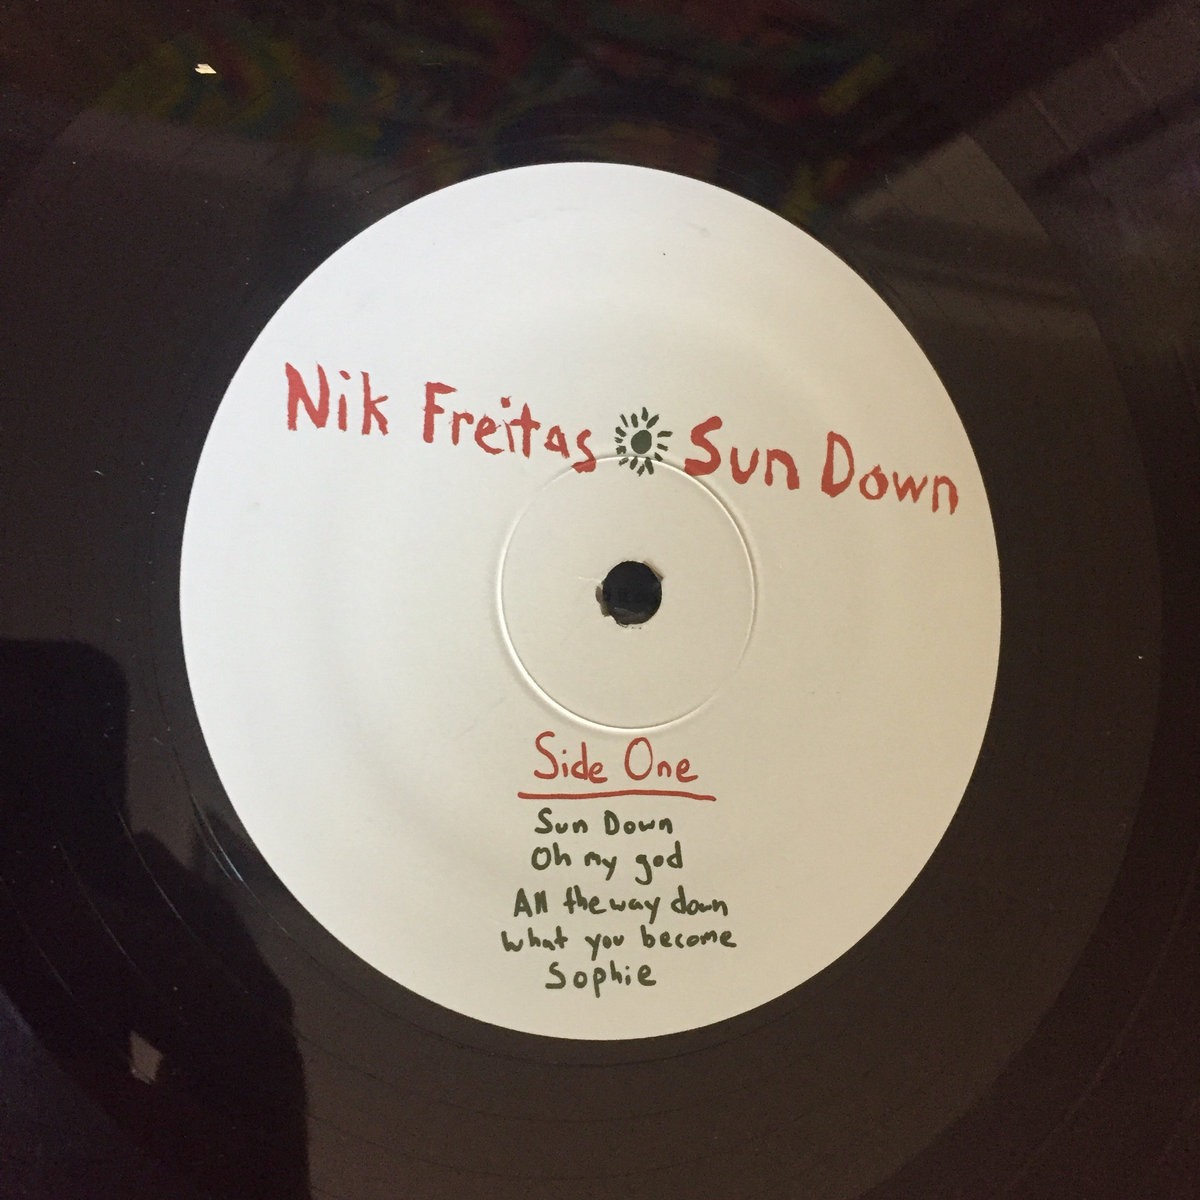 Nik Freitas Sun Down
Side One
Sun Down
Oh my god
All the way down
What you become
Sophie